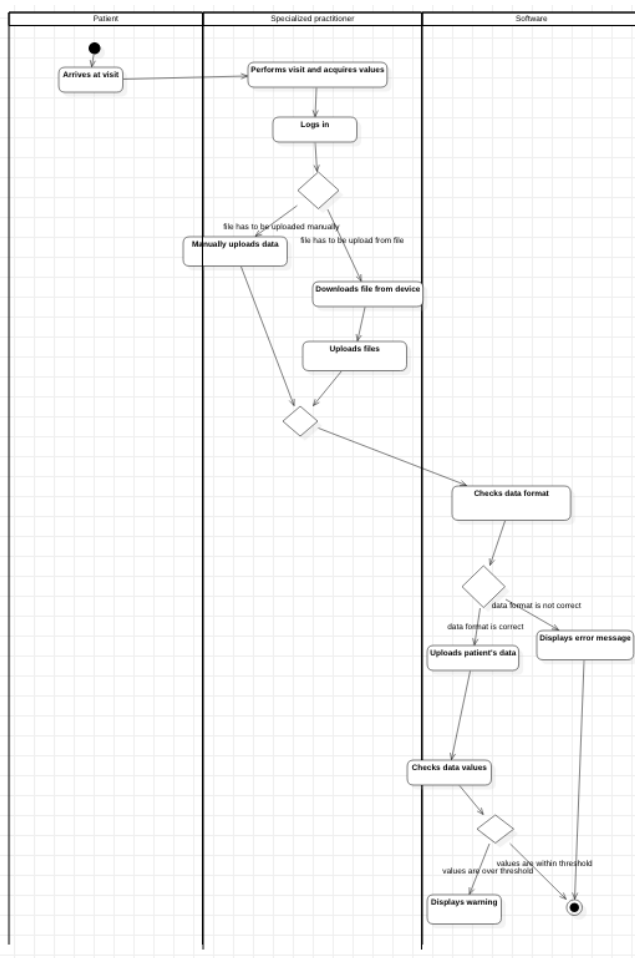 Patient
Specialized practitioner
Software
Arrives at visit
Performs visit and acquires values
Logs in
file has to be uploaded manually
file has to be upload from file
Manually uploads data
Downloads file from device
Uploads files
Checks data format
data format is not correct
data format is correct
Displays error message
Uploads patient's data
Checks data values
values are within threshold
values are over threshold
Displays warning